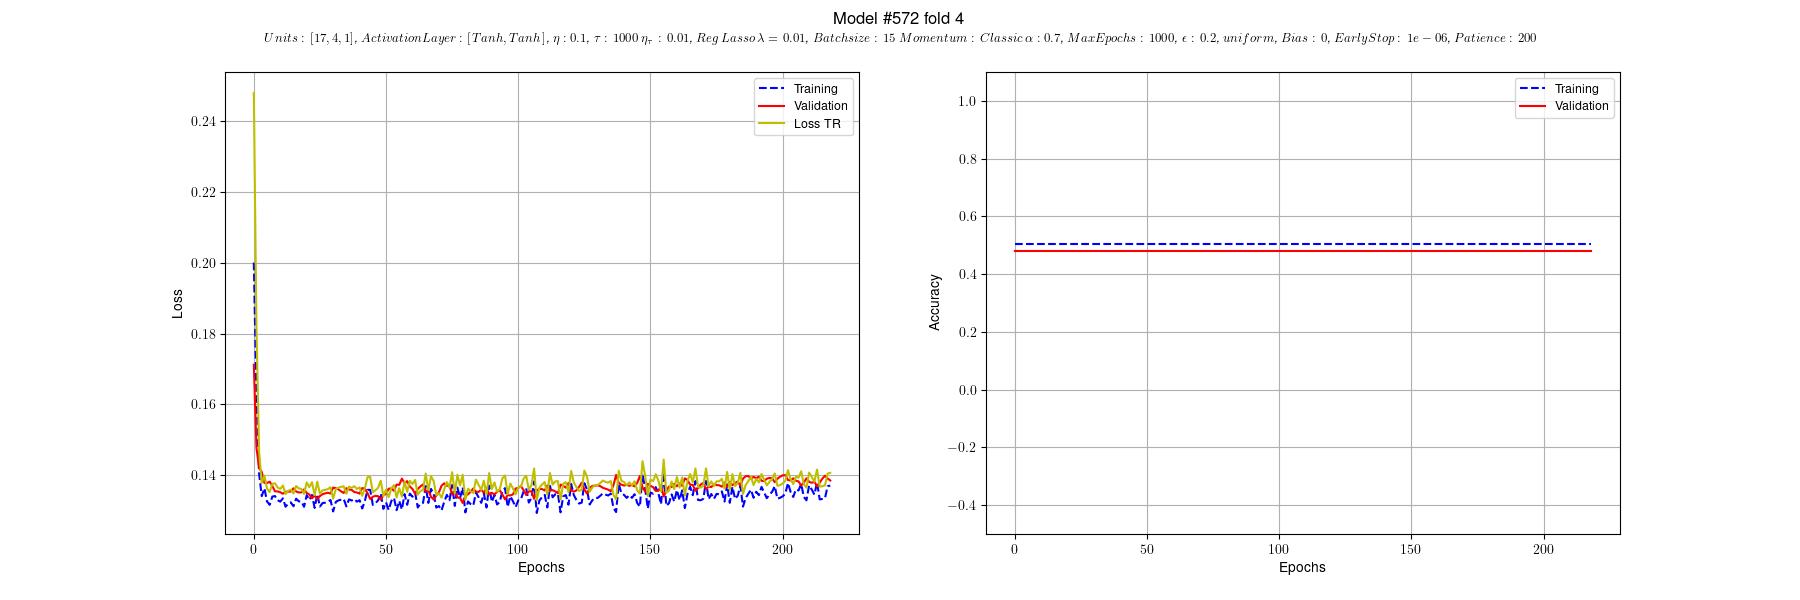 Model #572 fold 4
Units : [17, 4, 1], ActivationLayer : [Tanh, Tanh], η : 0.1, τ : 1000 η_τ : 0.01, Reg Lasso λ = 0.01, Batchsize : 15 Momentum : Classic α : 0.7, MaxEpochs : 1000, ϵ : 0.2, uniform, Bias : 0, EarlyStop : 1e − 06, Patience : 200
Training
Validation
Loss TR
0.24
0.22
0.20
0.18
0.16
0.14
Loss
0 50 100 150 200
Epochs
Training
Validation
1.0
0.8
0.6
0.4
0.2
0.0
−0.2
−0.4
Accuracy
0 50 100 150 200
Epochs